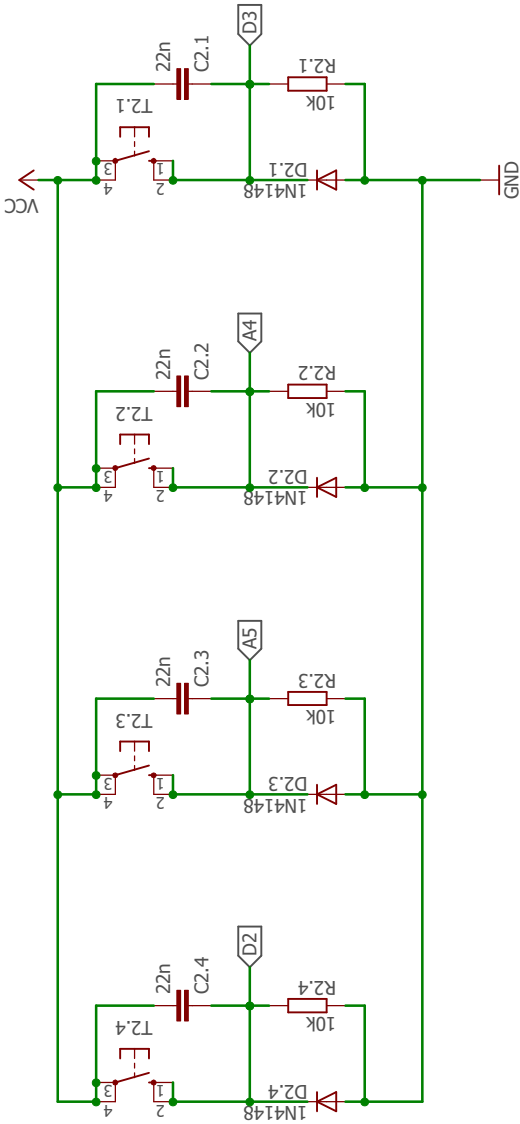 D3
22n
C2.1
R2.1
10k
T2.1
1
2
3
4
D2.1
1N4148
VCC
GND
A4
22n
C2.2
R2.2
10k
T2.2
1
2
3
4
D2.2
1N4148
A5
22n
C2.3
R2.3
10k
T2.3
1
2
3
4
D2.3
1N4148
D2
22n
C2.4
R2.4
10k
T2.4
1
2
3
4
D2.4
1N4148